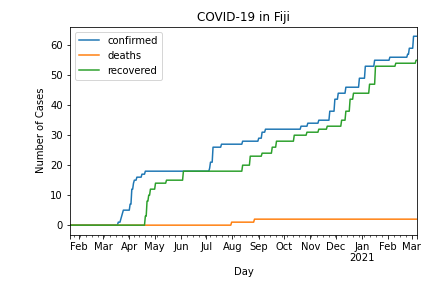 COVID-19 in Fiji
confirmed
deaths
recovered
Number of Cases
60
50
40
30
20
10
0
Feb Mar Apr May Jun Jul Aug Sep Oct Nov Dec Jan Feb Mar
2021
Day